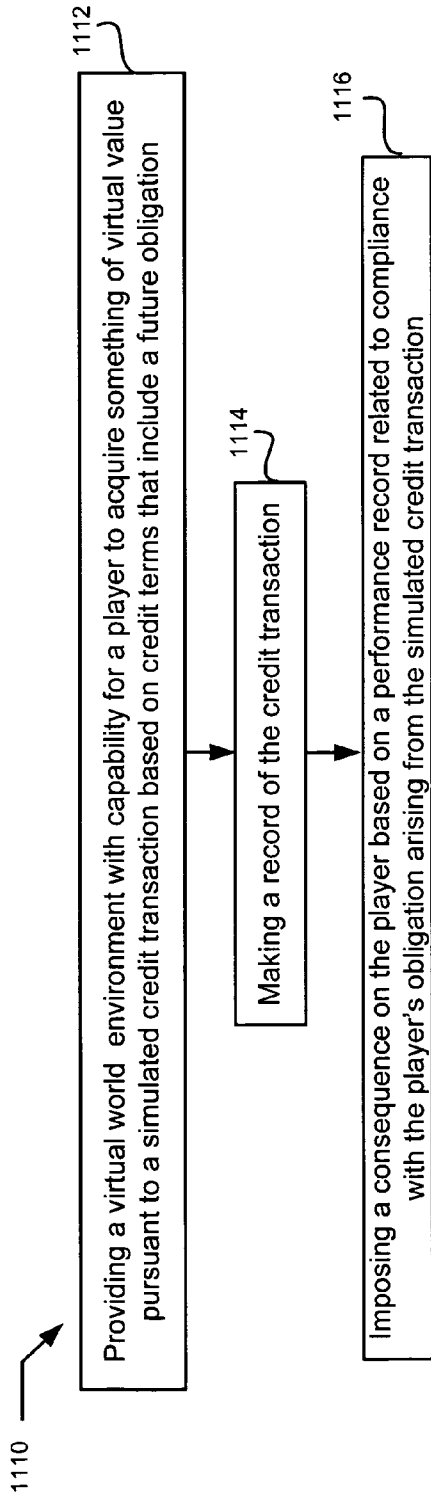 1110
1112
Providing a virtual world environment with capability for a player to acquire something of virtual value
pursuant to a simulated credit transaction based on credit terms that include a future obligation
1114
Making a record of the credit transaction
1116
Imposing a consequence on the player based on a performance record related to compliance
with the player's obligation arising from the simulated credit transaction